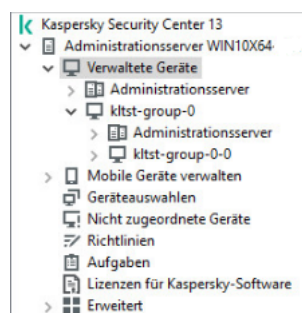 Kaspersky Security Center 13
Administrationsserver WIN10X64-
Verwaltete Geräte
Administrationsserver
kltst-group-0
Administrationsserver
kltst-group-0-0
Mobile Geräte verwalten
Geräteauswahlen
Nicht zugeordnete Geräte
Richtlinien
Aufgaben
Lizenzen für Kaspersky-Software
Erweitert